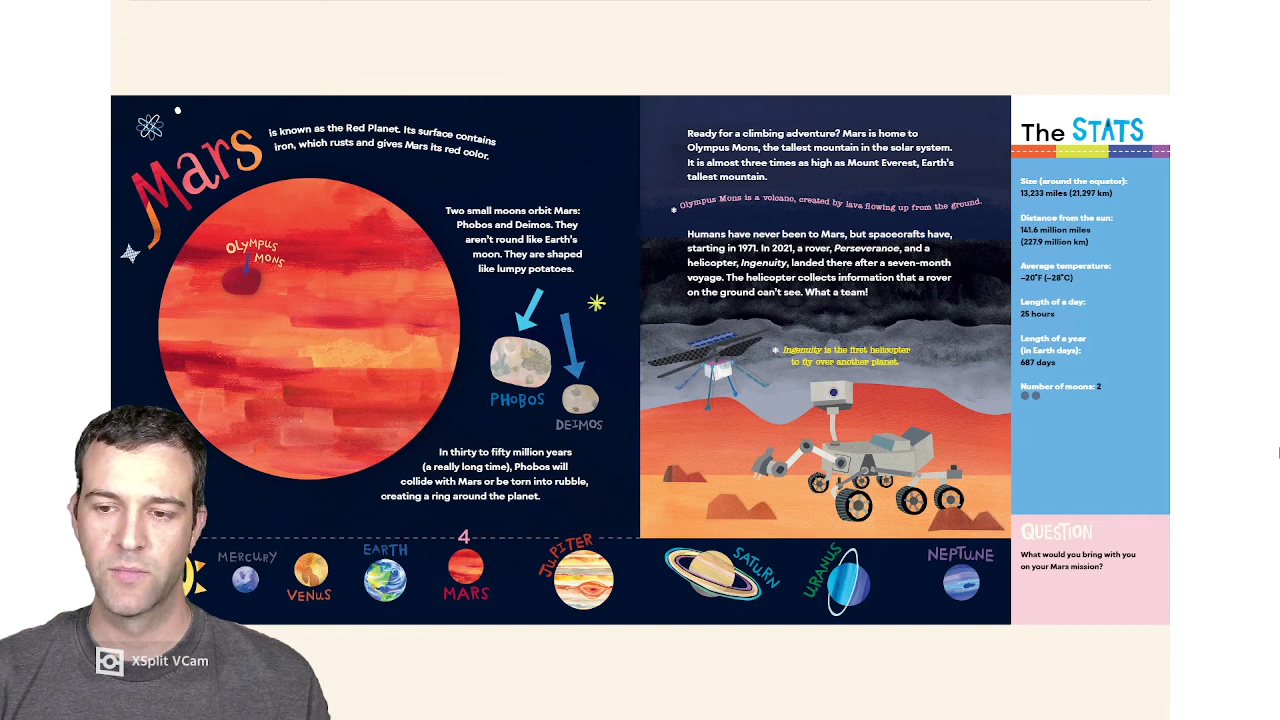 Mars
is known as the Red Planet. Its surface contains
iron, which rusts and gives Mars its red color.
OLYMPUS
MONS
Two small moons orbit Mars:
Phobos and Deimos. They
aren't round like Earth's
moon. They are shaped
like lumpy potatoes.
PHOBOS
DEIMOS
In thirty to fifty million years
(a really long time), Phobos will
collide with Mars or be torn into rubble,
creating a ring around the planet.
Ready for a climbing adventure? Mars is home to
Olympus Mons, the tallest mountain in the solar system.
It is almost three times as high as Mount Everest, Earth's
tallest mountain.
* Olympus Mons is a volcano, created by lava flowing up from the ground.
Humans have never been to Mars, but spacecrafts have,
starting in 1971. In 2021, a rover, Perseverance, and a
helicopter, Ingenuity, landed there after a seven-month
voyage. The helicopter collects information that a rover
on the ground can't see. What a team!
* Ingenuity is the first helicopter
to fly over another planet.
The STATS
Size (around the equator):
13,233 miles (21,297 km)
Distance from the sun:
141.6 million miles
(227.9 million km)
Average temperature:
–20°F (–28°C)
Length of a day:
25 hours
Length of a year
(in Earth days):
687 days
Number of moons: 2
QUESTION
What would you bring with you
on your Mars mission?
4
MERCURY
VENUS
EARTH
MARS
JUPITER
SATURN
URANUS
NEPTUNE
XSplit VCam